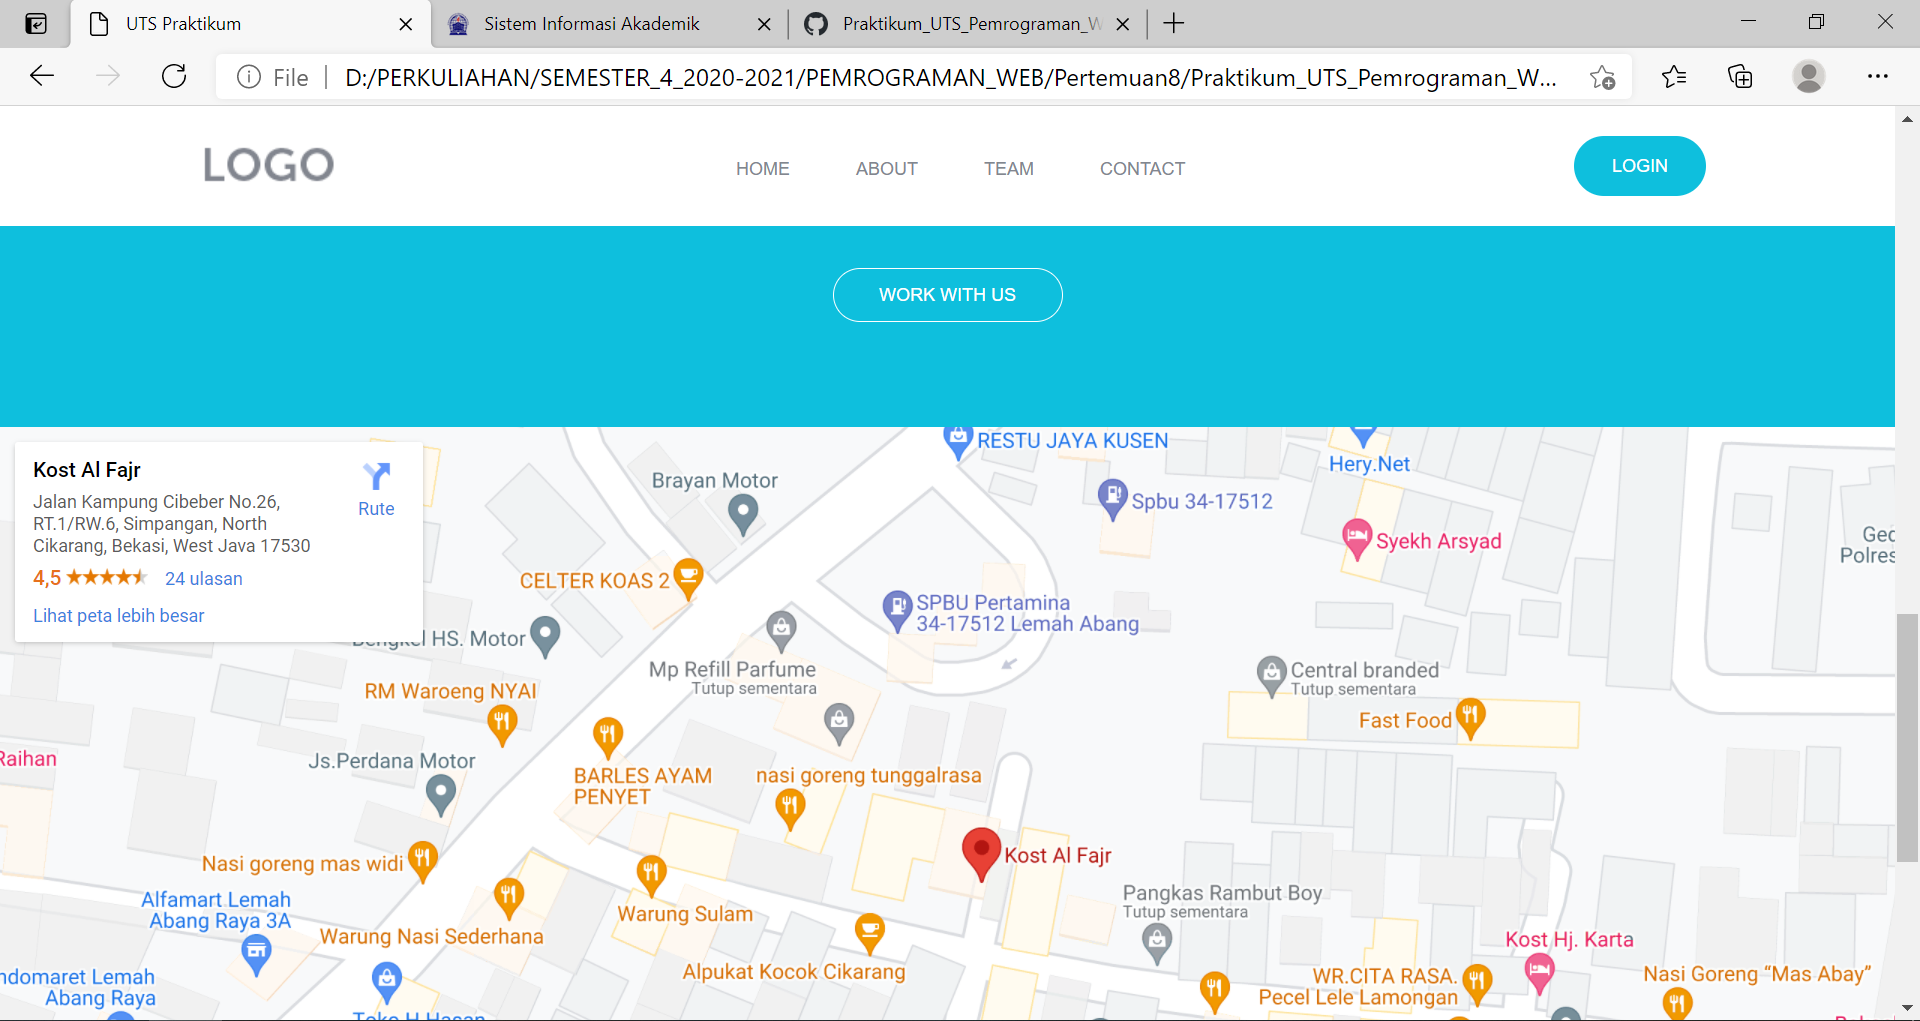 UTS Praktikum
Sistem Informasi Akademik
Praktikum_UTS_Pemrograman_W
File
D:/PERKULIAHAN/SEMESTER_4_2020-2021/PEMROGRAMAN_WEB/Pertemuan8/Praktikum_UTS_Pemrograman_W...
LOGO
HOME
ABOUT
TEAM
CONTACT
LOGIN
WORK WITH US
Kost Al Fajr
Jalan Kampung Cibeber No.26,
RT.1/RW.6, Simpangan, North
Cikarang, Bekasi, West Java 17530
Rute
4,5
24 ulasan
Lihat peta lebih besar
RESTU JAYA KUSEN
Hery.Net
Brayan Motor
Spbu 34-17512
Syekh Arsyad
Polres
CELTER KOAS 2
SPBU Pertamina
34-17512 Lemah Abang
Bengkel HS. Motor
Mp Refill Parfume
Tutup sementara
Central branded
Tutup sementara
RM Waroeng NYAI
Fast Food
Raihan
Js.Perdana Motor
BARLES AYAM
PENYET
nasi goreng tunggalrasa
Nasi goreng mas widi
Kost Al Fajr
Alfamart Lemah
Abang Raya 3A
Warung Sulam
Pangkas Rambut Boy
Tutup sementara
Warung Nasi Sederhana
Kost Hj. Karta
Alpukat Kocok Cikarang
ndomaret Lemah
Abang Raya
WR.CITA RASA.
Pecel Lele Lamongan
Nasi Goreng “Mas Abay”
Toko H Hasan